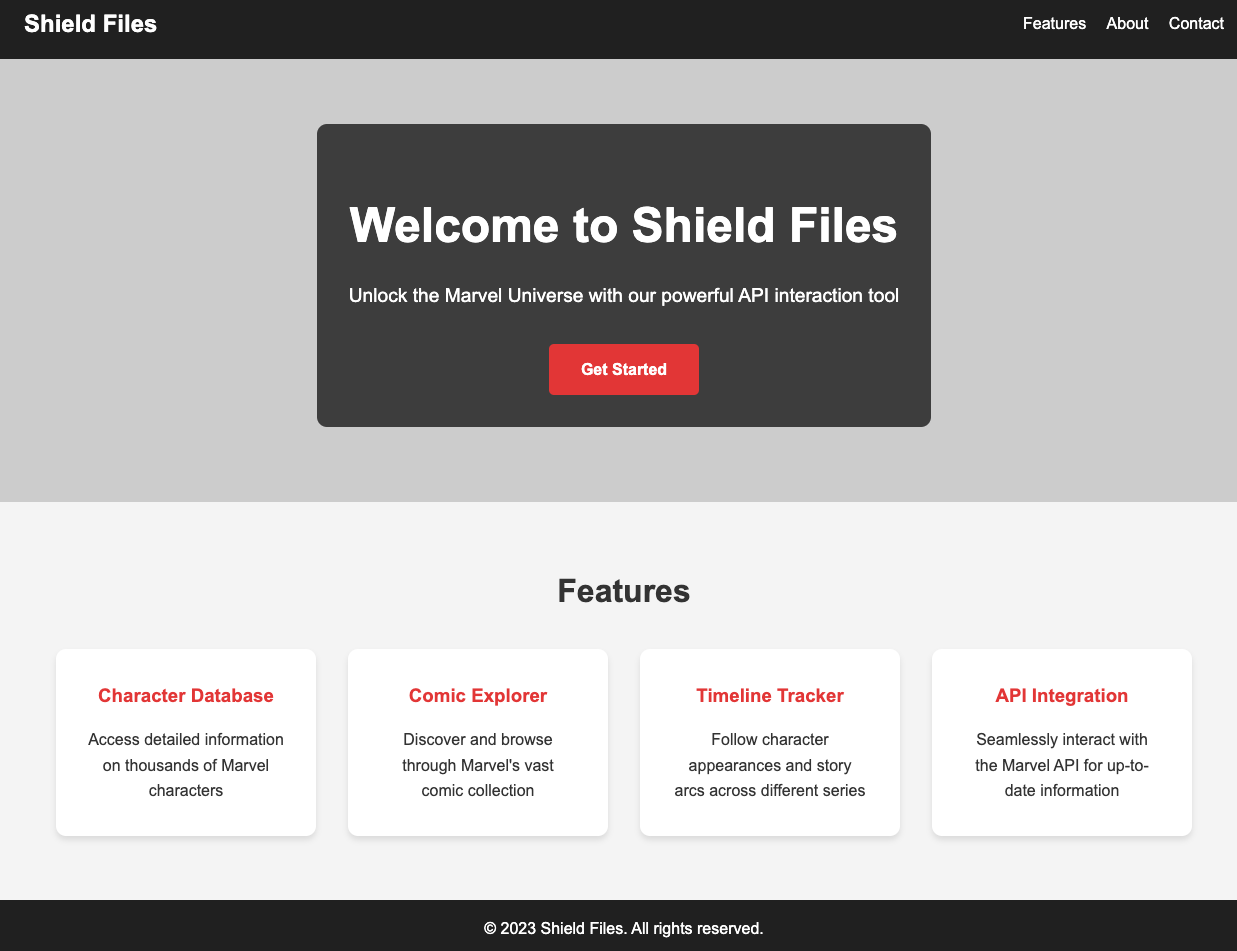 Shield Files
Features About Contact
Welcome to Shield Files
Unlock the Marvel Universe with our powerful API interaction tool
Get Started
Features
Character Database
Access detailed information
on thousands of Marvel
characters
Comic Explorer
Discover and browse
through Marvel's vast
comic collection
Timeline Tracker
Follow character
appearances and story
arcs across different series
API Integration
Seamlessly interact with
the Marvel API for up-to-
date information
© 2023 Shield Files. All rights reserved.